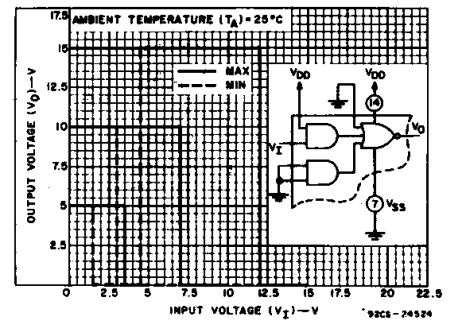 AMBIENT TEMPERATURE (TA) = 25°C
17.5
15
12.5
10
7.5
5
2.5
0
OUTPUT VOLTAGE (VO)—V
MAX
MIN
VDD
VDD
14
VI
VO
7
VSS
0 2.5 5 7.5 10 12.5 15 17.5 20 22.5
INPUT VOLTAGE (VI)—V
92CS-24524